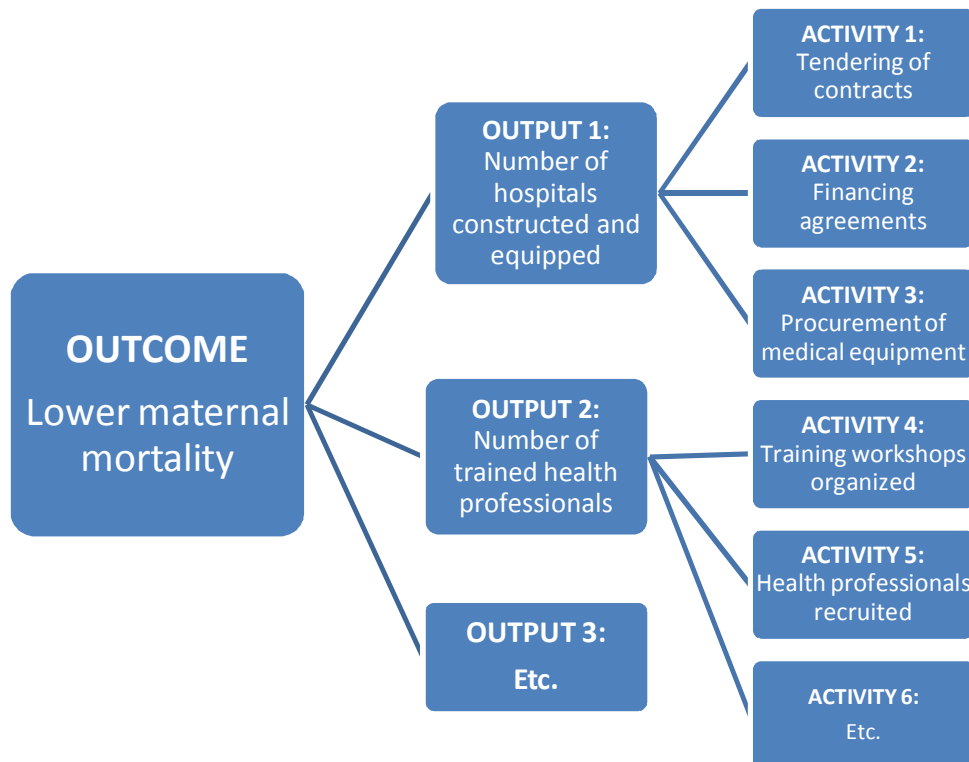 OUTCOME
Lower maternal
mortality
OUTPUT 1:
Number of
hospitals
constructed and
equipped
OUTPUT 2:
Number of
trained health
professionals
OUTPUT 3:
Etc.
ACTIVITY 1:
Tendering of
contracts
ACTIVITY 2:
Financing
agreements
ACTIVITY 3:
Procurement of
medical equipment
ACTIVITY 4:
Training workshops
organized
ACTIVITY 5:
Health professionals
recruited
ACTIVITY 6:
Etc.